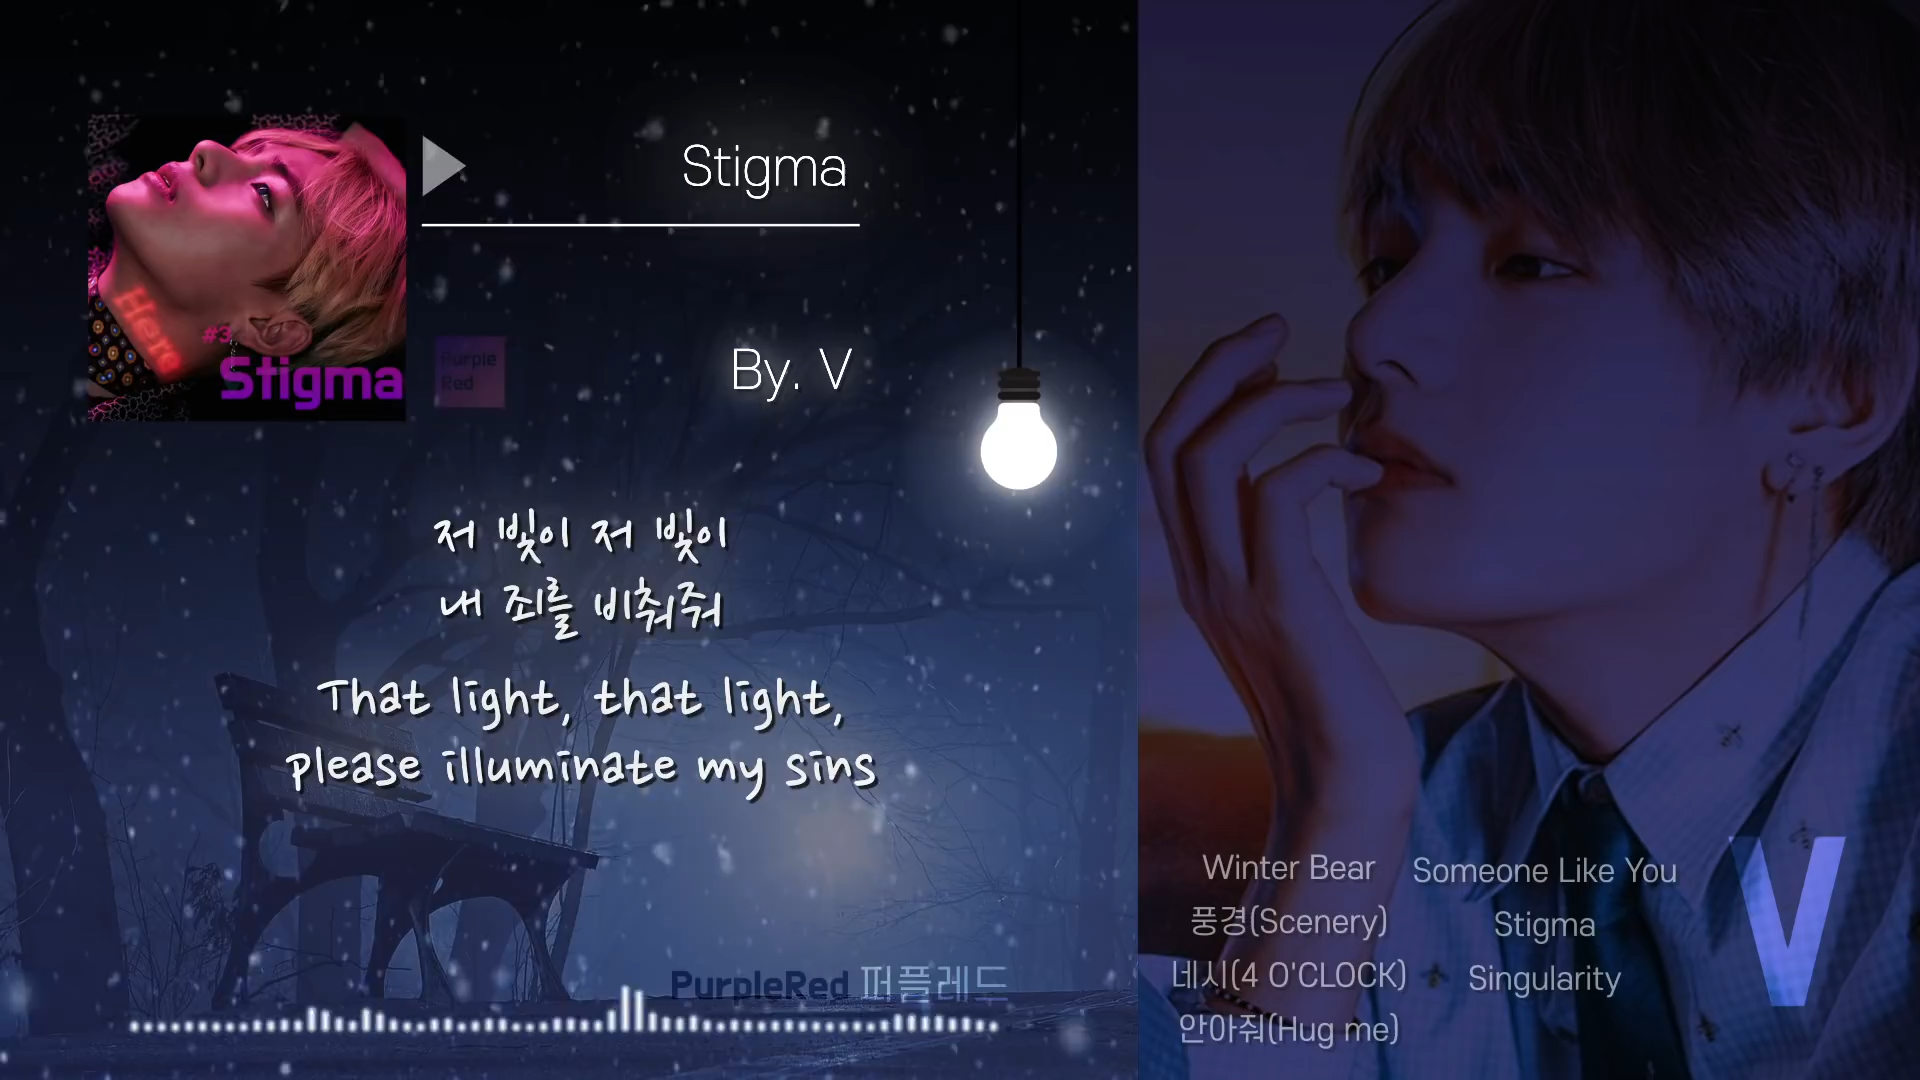 Stigma
Here
#3
Stigma
Purple
Red
By. V
저 빛이 저 빛이
내 죄를 비춰줘
That light, that light,
please illuminate my sins
PurpleRed 퍼플레드
Winter Bear
풍경(Scenery)
네시(4 O'CLOCK)
안아줘(Hug me)
Someone Like You
Stigma
Singularity
V